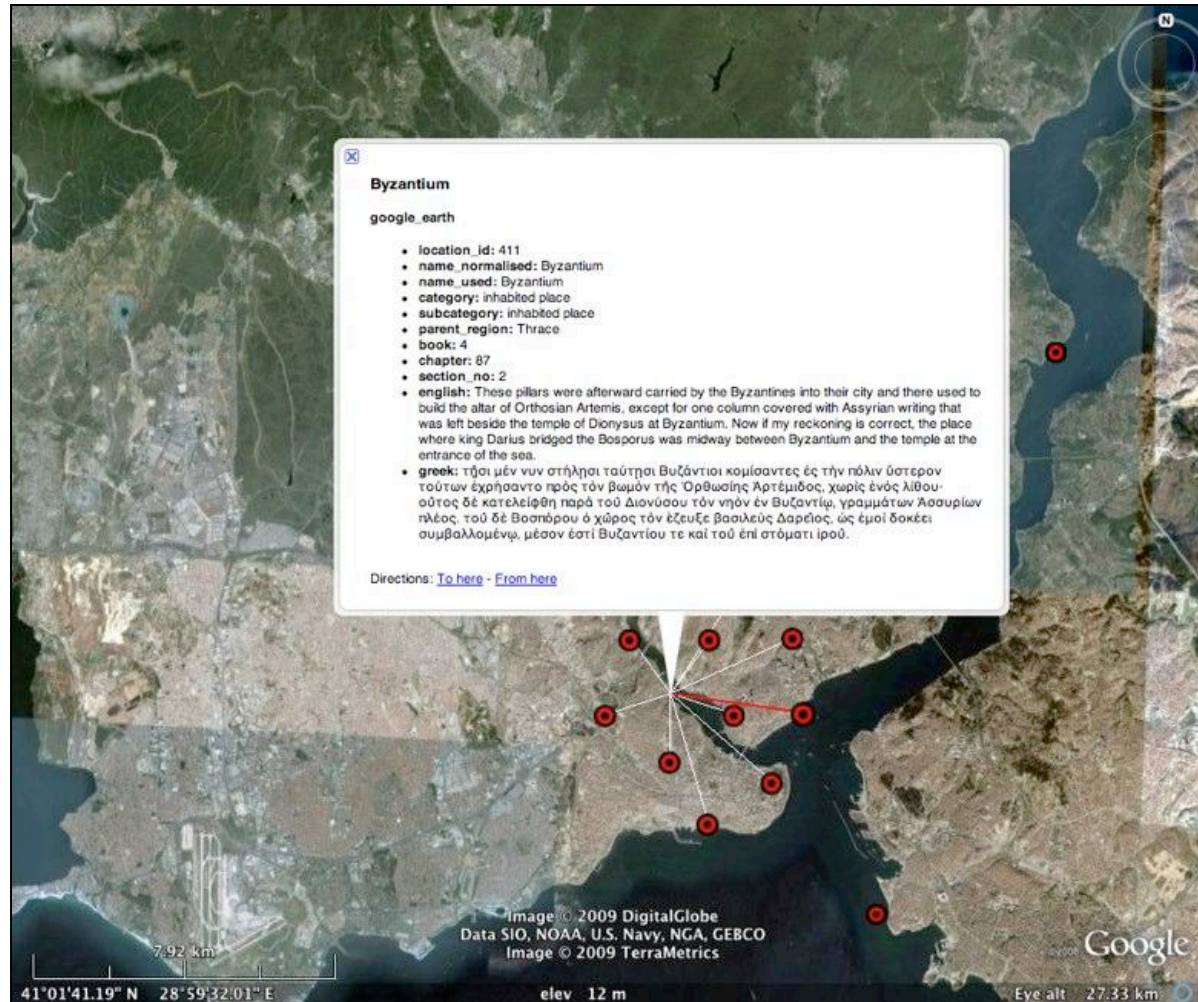 N
Byzantium
google_earth
• location_id: 411
• name_normalised: Byzantium
• name_used: Byzantium
• category: inhabited place
• subcategory: inhabited place
• parent_region: Thrace
• book: 4
• chapter: 87
• section_no: 2
• english: These pillars were afterward carried by the Byzantines into their city and there used to
build the altar of Orthosian Artemis, except for one column covered with Assyrian writing that
was left beside the temple of Dionysus at Byzantium. Now if my reckoning is correct, the place
where king Darius bridged the Bosporus was midway between Byzantium and the temple at the
entrance of the sea.
• greek: τῇσι μέν νυν στήλῃσι ταύτῃσι Βυζάντιοι κομίσαντες ἐς τὴν πόλιν ὕστερον
τούτων ἐχρήσαντο πρὸς τὸν βωμὸν τῆς Ὀρθωσίης Ἀρτέμιδος, χωρὶς ἑνὸς λίθου·
οὗτος δὲ κατελείφθη παρὰ τοῦ Διονύσου τὸν νηὸν ἐν Βυζαντίῳ, γραμμάτων Ἀσσυρίων
πλέος. τοῦ δὲ Βοσπόρου ὁ χῶρος τὸν ἔζευξε βασιλεὺς Δαρεῖος, ὡς ἐμοὶ δοκέει
συμβαλλομένῳ, μέσον ἐστὶ Βυζαντίου τε καὶ τοῦ ἐπὶ στόματι ἱροῦ.
Directions: To here - From here
Image © 2009 DigitalGlobe
Data SIO, NOAA, U.S. Navy, NGA, GEBCO
Image © 2009 TerraMetrics
Google
7.92 km
41°01'41.19" N 28°59'32.01" E elev 12 m Eye alt 27.33 km